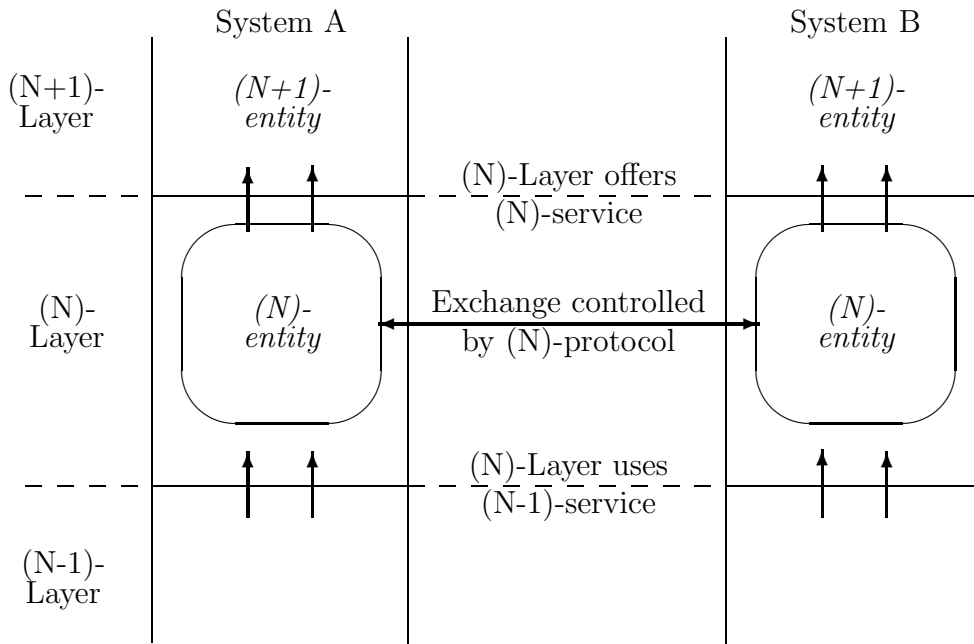 System A
System B
(N+1)-
Layer
(N+1)-
entity
(N+1)-
entity
(N)-Layer offers
(N)-service
(N)-
Layer
(N)-
entity
Exchange controlled
by (N)-protocol
(N)-
entity
(N)-Layer uses
(N-1)-service
(N-1)-
Layer